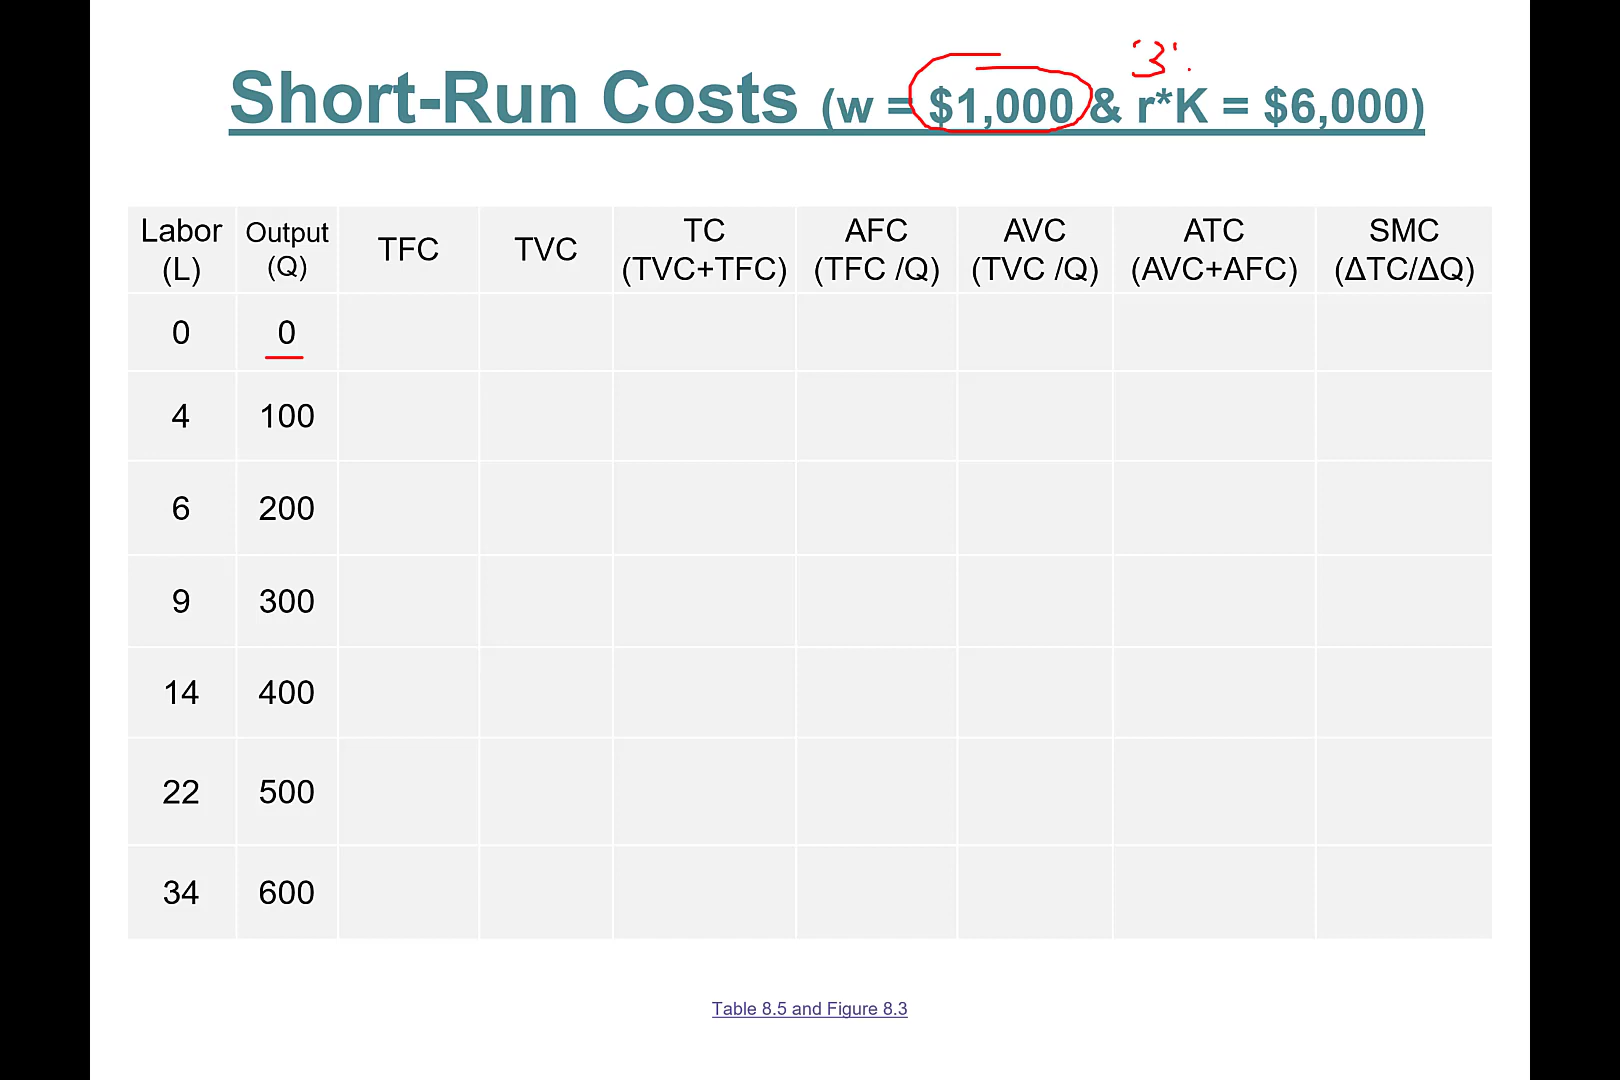 3
Short-Run Costs (w = $1,000 & r*K = $6,000)
Labor (L) Output (Q) TFC TVC TC (TVC+TFC) AFC (TFC /Q) AVC (TVC /Q) ATC (AVC+AFC) SMC (ΔTC/ΔQ)
0 0
4 100
6 200
9 300
14 400
22 500
34 600
Table 8.5 and Figure 8.3